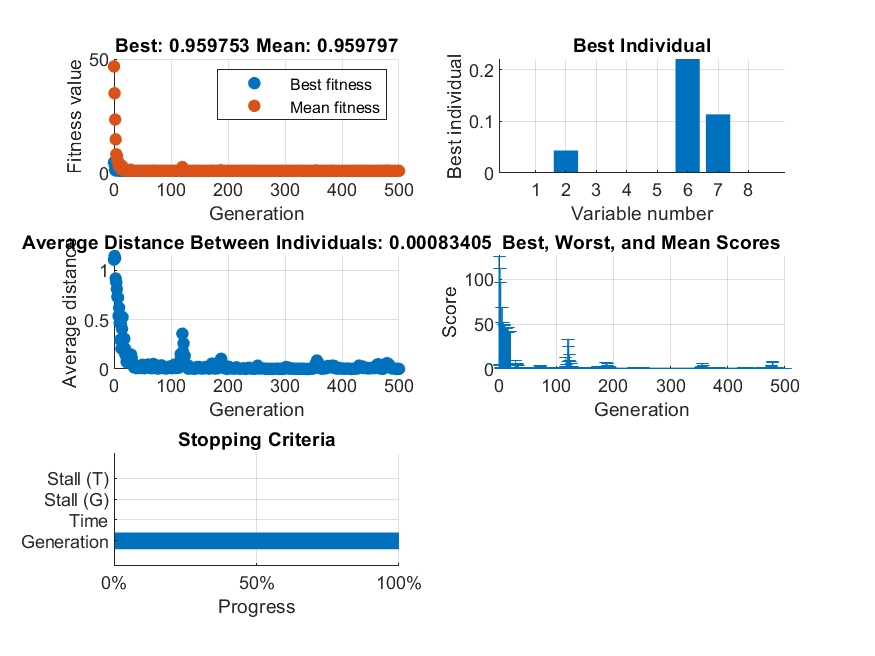 Best: 0.959753 Mean: 0.959797
Fitness value
50
0
Best fitness
Mean fitness
0 100 200 300 400 500
Generation
Best Individual
Best individual
0.2
0.1
0
1 2 3 4 5 6 7 8
Variable number
Average Distance Between Individuals: 0.00083405
Average distance
1
0.5
0
0 100 200 300 400 500
Generation
Best, Worst, and Mean Scores
Score
100
50
0
0 100 200 300 400 500
Generation
Stopping Criteria
Stall (T)
Stall (G)
Time
Generation
0% 50% 100%
Progress